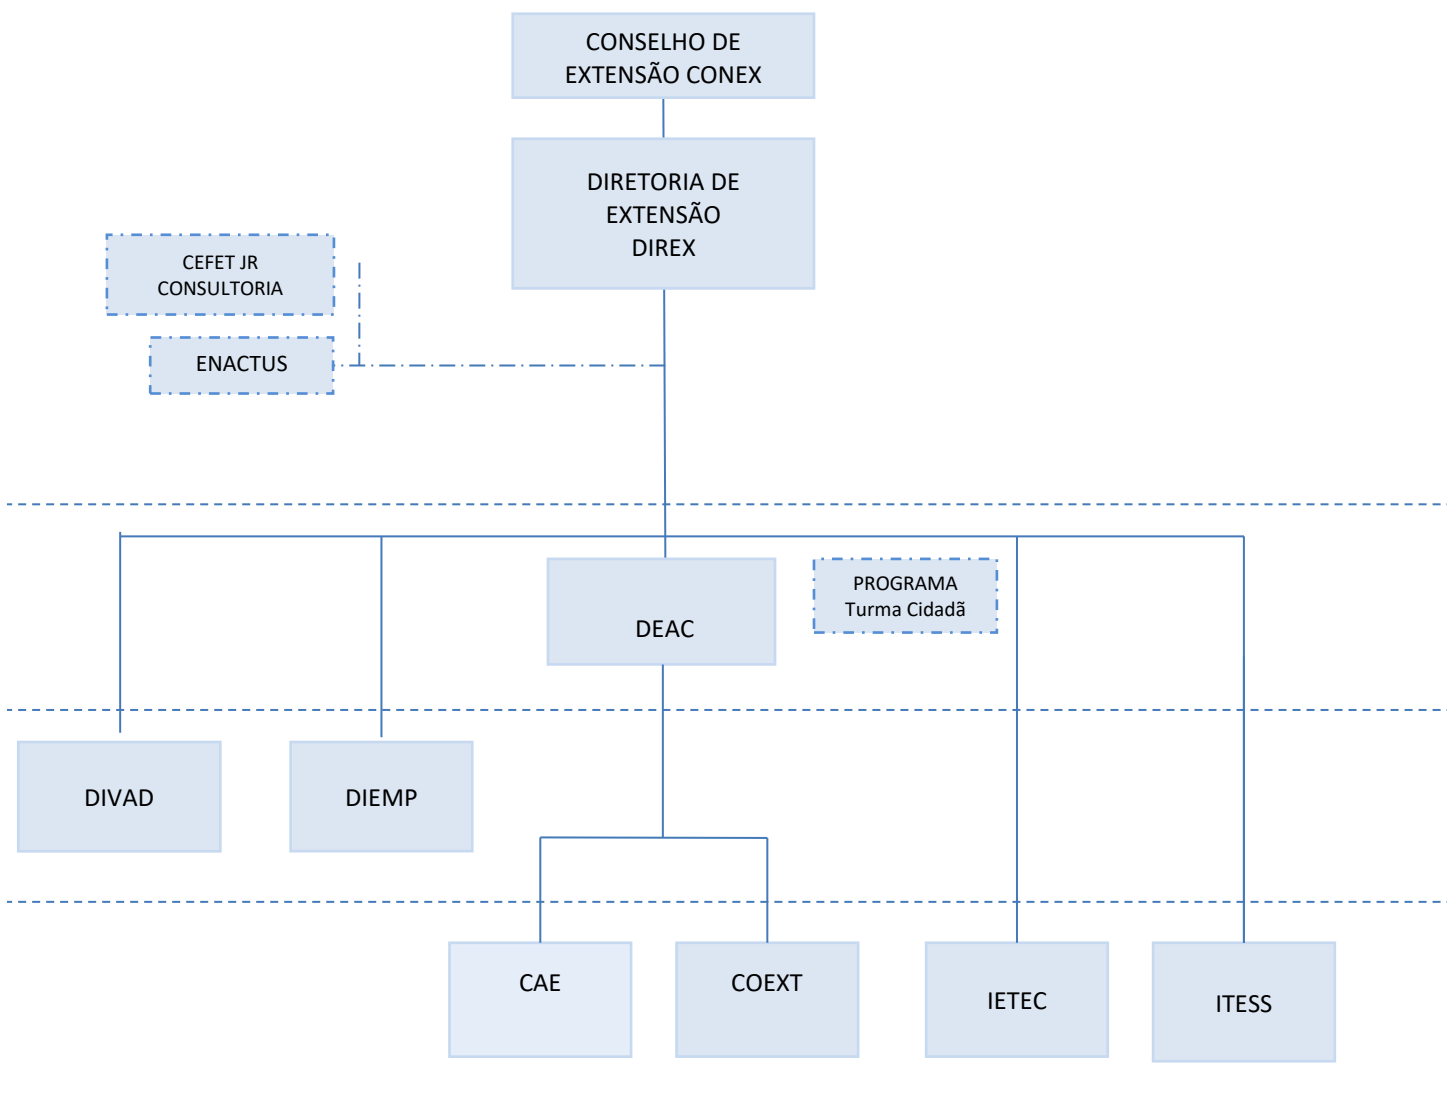 CONSELHO DE
EXTENSÃO CONEX
DIRETORIA DE
EXTENSÃO
DIREX
CEFET JR
CONSULTORIA
ENACTUS
DEAC
PROGRAMA
Turma Cidadã
DIVAD
DIEMP
CAE
COEXT
IETEC
ITESS